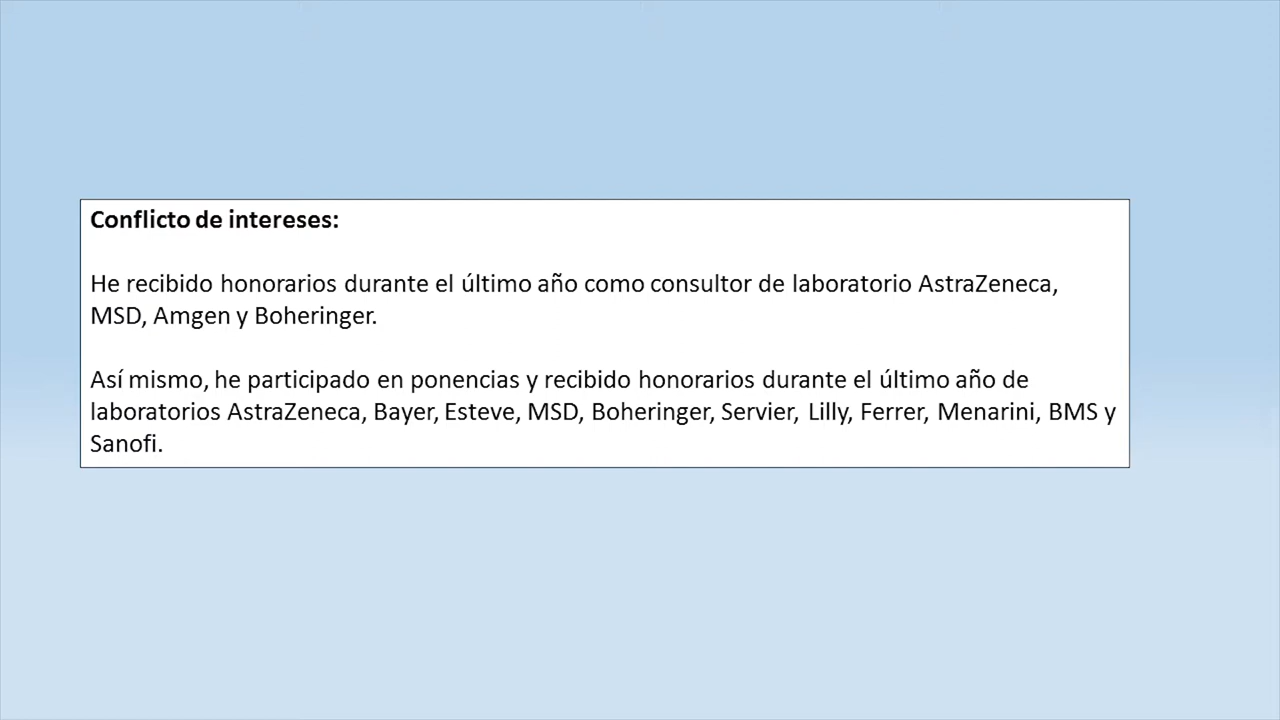 Conflicto de intereses:
He recibido honorarios durante el último año como consultor de laboratorio AstraZeneca,
MSD, Amgen y Boheringer.
Así mismo, he participado en ponencias y recibido honorarios durante el último año de
laboratorios AstraZeneca, Bayer, Esteve, MSD, Boheringer, Servier, Lilly, Ferrer, Menarini, BMS y
Sanofi.